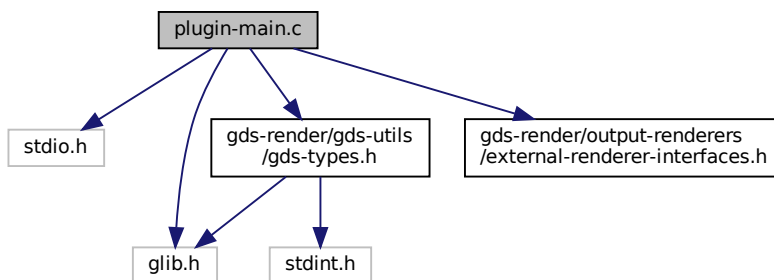 plugin-main.c
stdio.h
gds-render/gds-utils
/gds-types.h
gds-render/output-renderers
/external-renderer-interfaces.h
glib.h
stdint.h